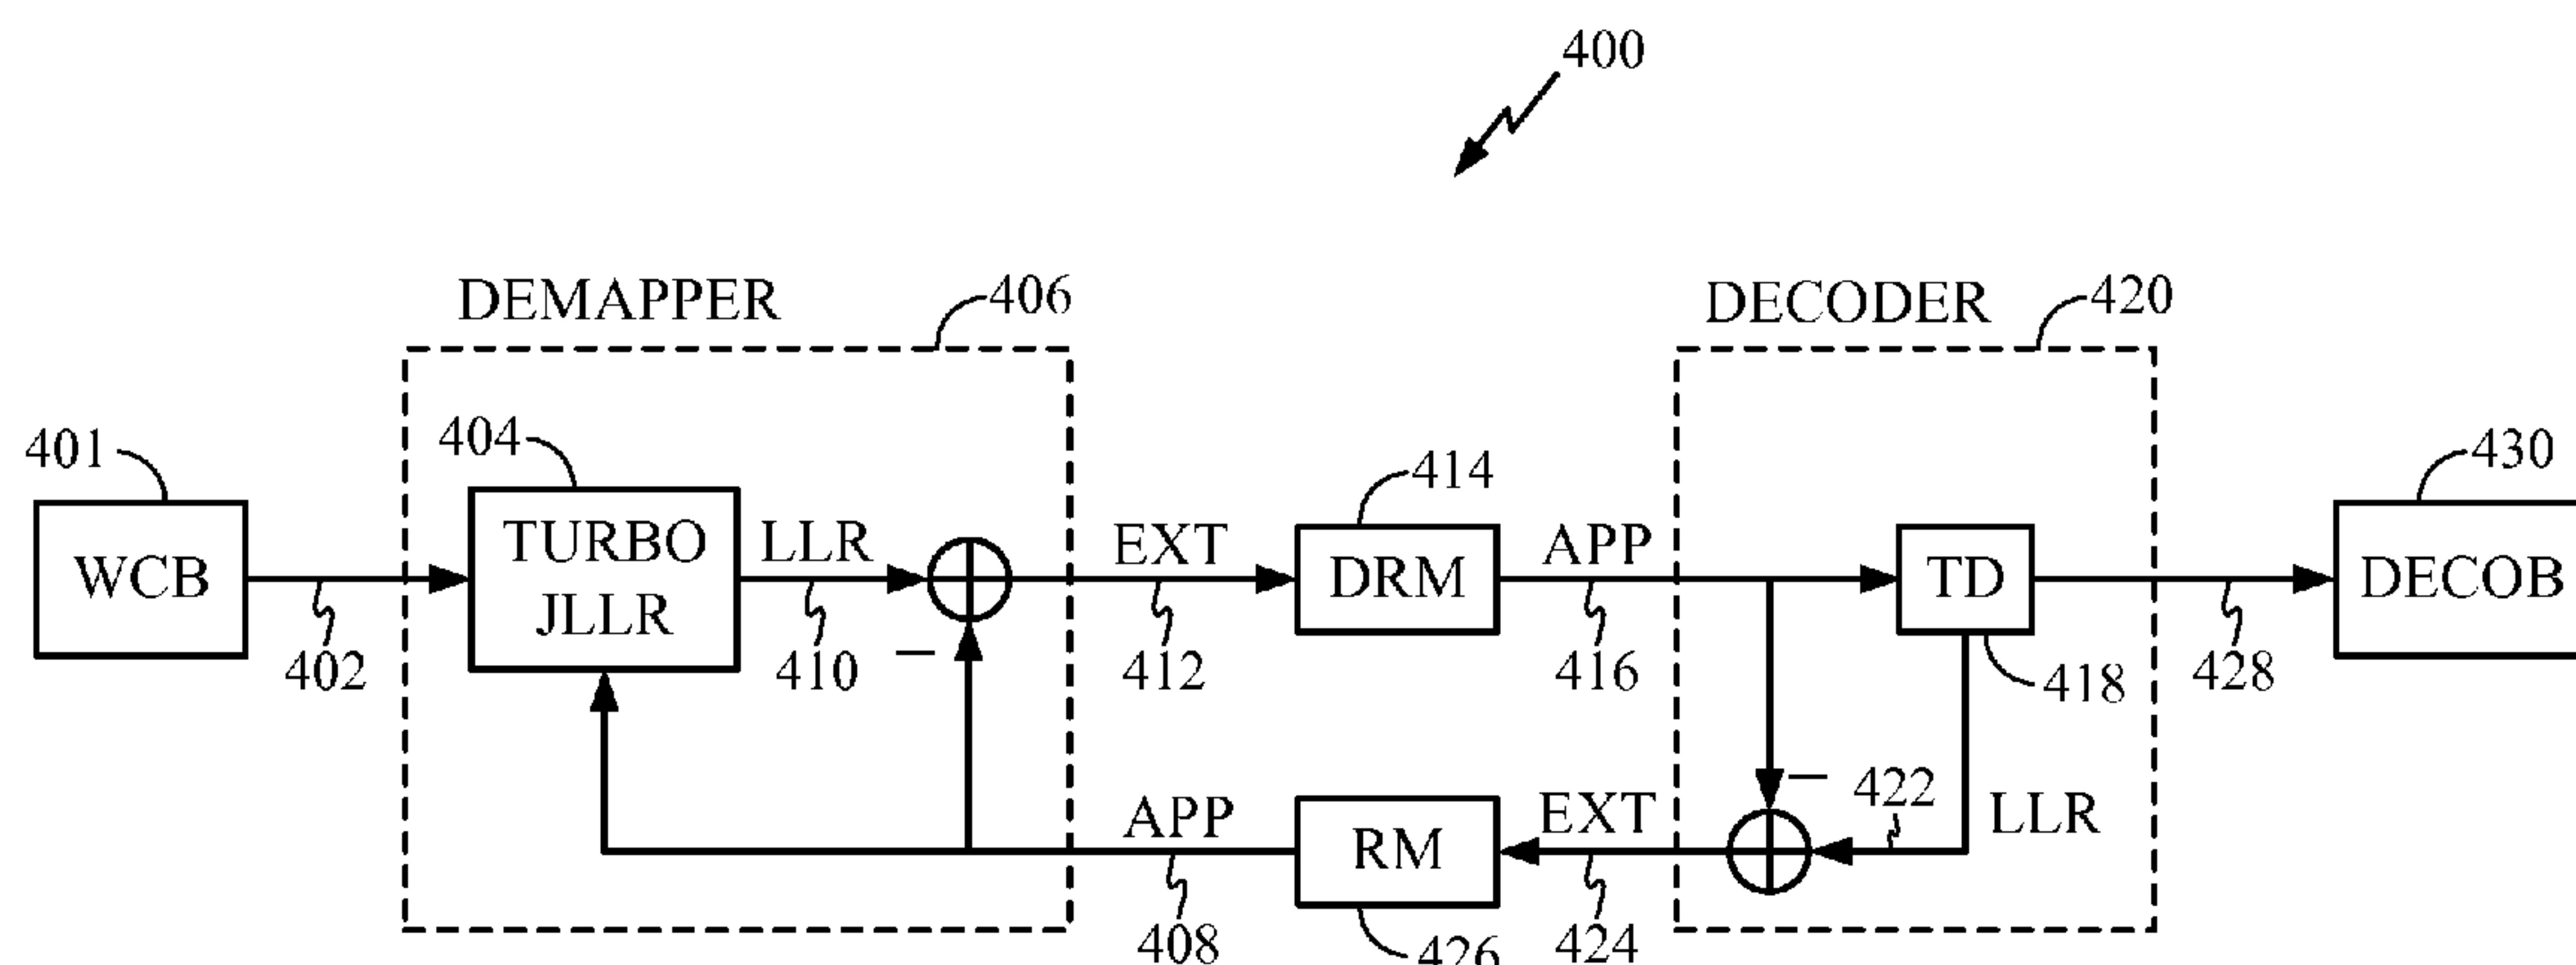 400
DEMAPPER
406
DECODER
420
401
404
414
430
WCB
TURBO
JLLR
LLR
EXT
DRM
APP
TD
DECOB
402
410
–
412
416
418
428
APP
RM
EXT
–
422
LLR
408
426
424